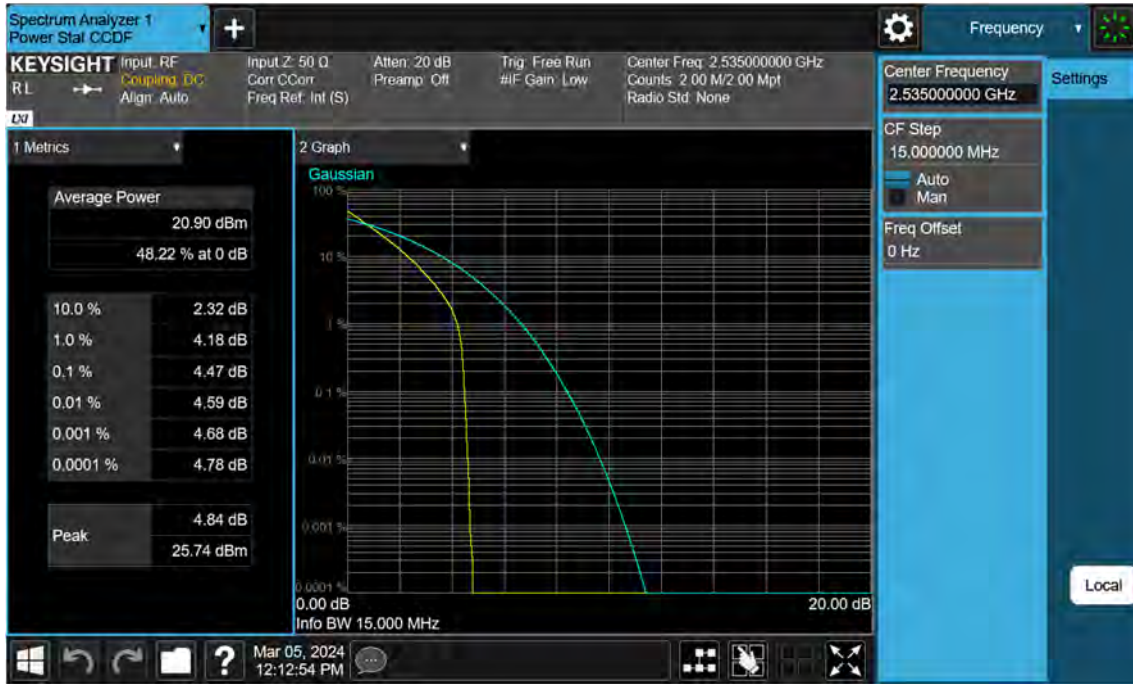 Spectrum Analyzer 1
Power Stat CCDF
Frequency
KEYSIGHT
RL
LXI
Input: RF
Coupling: DC
Align: Auto
Input Z: 50 Ω
Corr CCorr
Freq Ref: Int (S)
Atten: 20 dB
Preamp: Off
Trig: Free Run
#IF Gain: Low
Center Freq: 2.535000000 GHz
Counts: 2.00 M/2.00 Mpt
Radio Std: None
Center Frequency
2.535000000 GHz
Settings
CF Step
15.000000 MHz
Auto
Man
Freq Offset
0 Hz
Local
1 Metrics
Average Power
20.90 dBm
48.22 % at 0 dB
10.0 % 2.32 dB
1.0 % 4.18 dB
0.1 % 4.47 dB
0.01 % 4.59 dB
0.001 % 4.68 dB
0.0001 % 4.78 dB
Peak
4.84 dB
25.74 dBm
2 Graph
Gaussian
100 %
10 %
1 %
0.1 %
0.01 %
0.001 %
0.0001 %
0.00 dB 20.00 dB
Info BW 15.000 MHz
Mar 05, 2024
12:12:54 PM